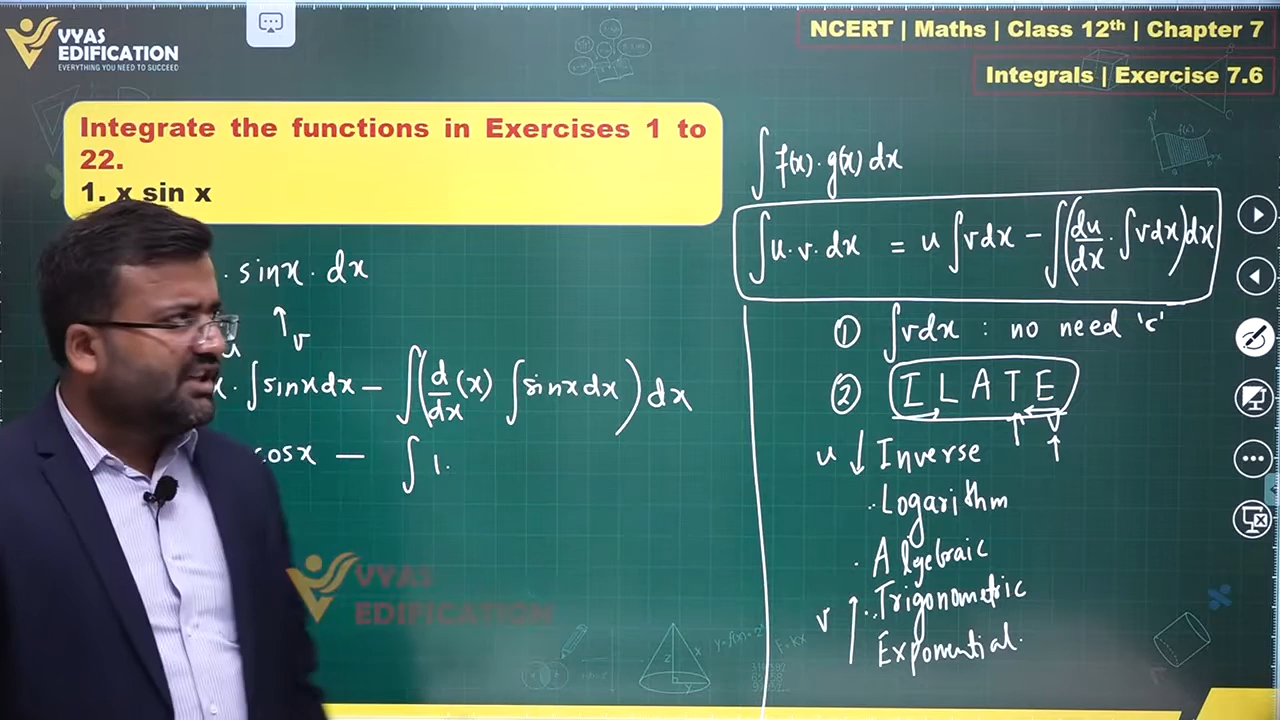 VYAS
EDIFICATION
EVERYTHING YOU NEED TO SUCCEED
NCERT | Maths | Class 12th | Chapter 7
Integrals | Exercise 7.6
Integrate the functions in Exercises 1 to
22.
1. x sin x
. sinx . dx
↑
u v
x . ∫sinxdx − ∫(d/dx (x) ∫sinxdx) dx
cosx − ∫ 1.
∫ f(x) . g(x) dx
∫u . v . dx = u ∫vdx − ∫(du/dx . ∫vdx)dx
① ∫vdx : no need 'c'
② I L A T E
u ↓ Inverse
Logarithm
Algebraic
Trigonometric
v ↑
Exponential
VYAS
EDIFICATION